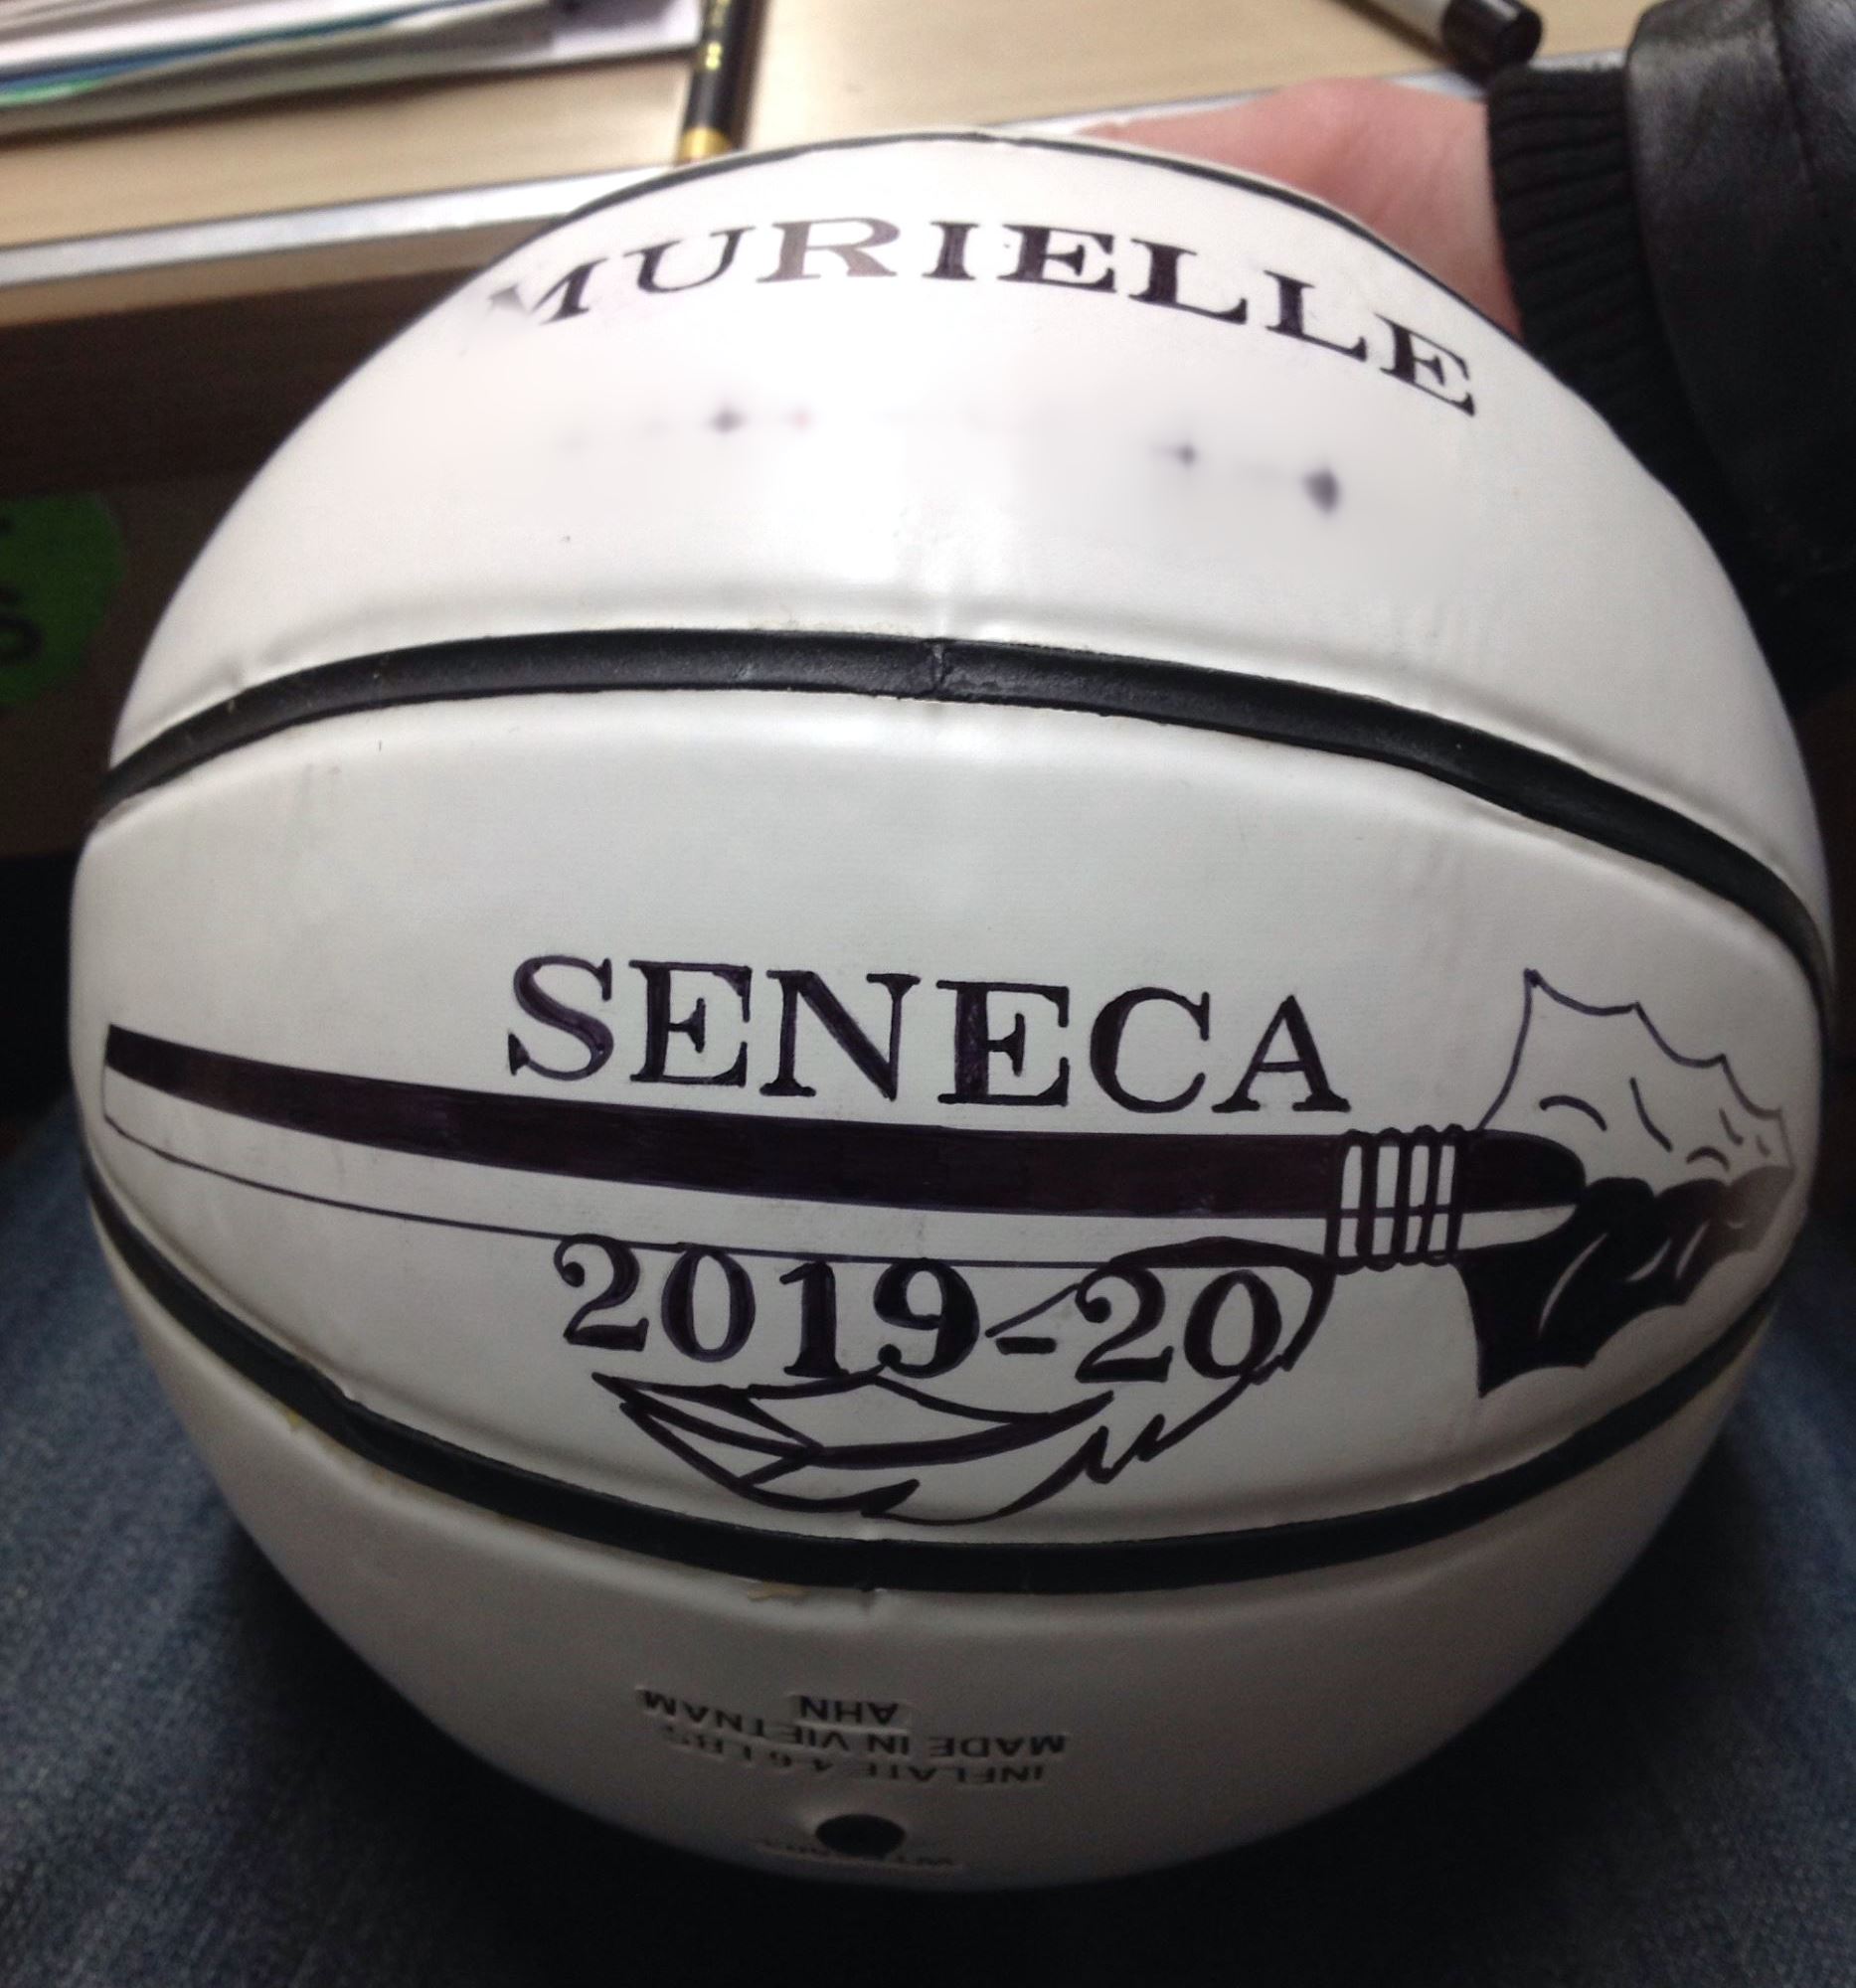 MURIELLE
SENECA
2019-20
INFLATE 4-6 LBS
MADE IN VIETNAM
AHN